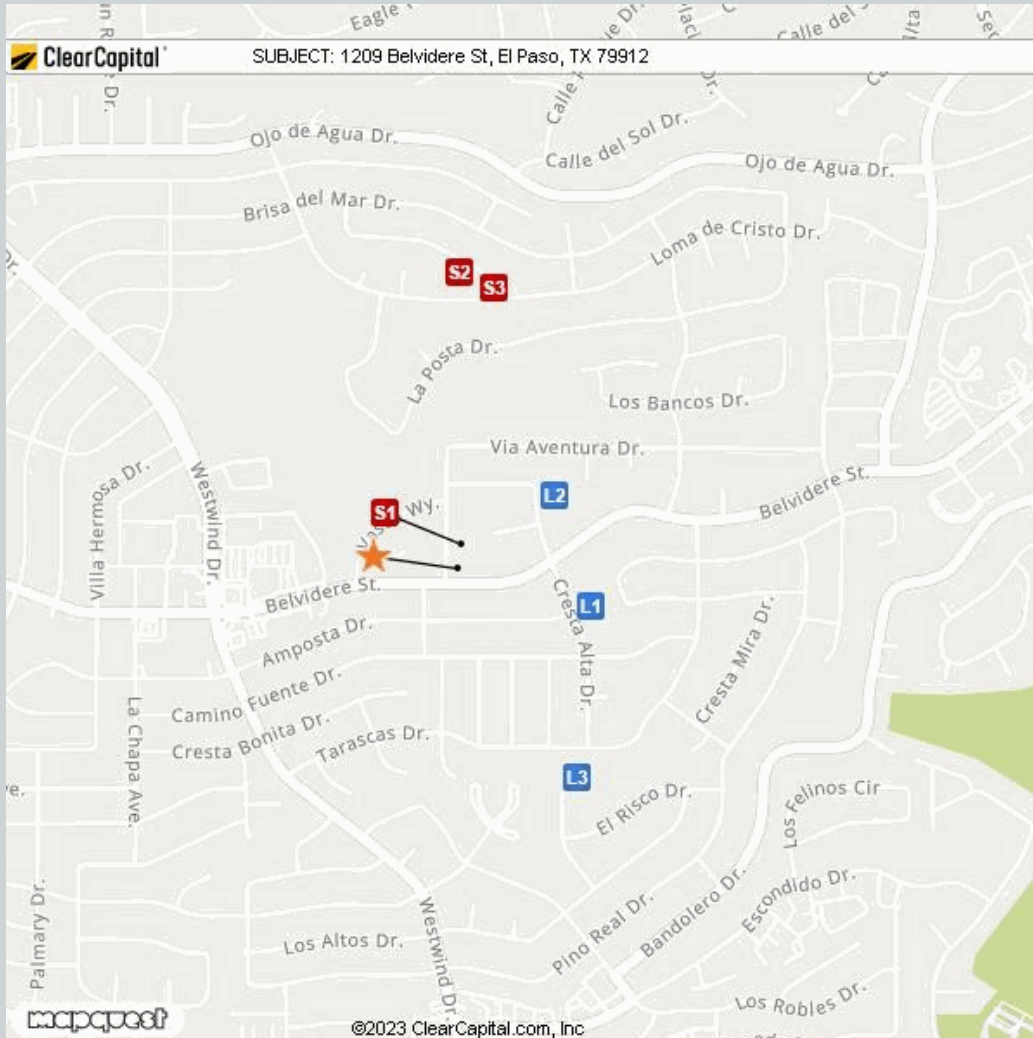 Eagle
Calle del
ClearCapital
SUBJECT: 1209 Belvidere St, El Paso, TX 79912
Dr.
Dr.
Ojo de Agua Dr.
Calle del Sol Dr.
Ojo de Agua Dr.
Brisa del Mar Dr.
Loma de Cristo Dr.
Dr.
S2
S3
La Posta Dr.
Los Bancos Dr.
Via Aventura Dr.
Villa Hermosa Dr.
Westwind Dr.
Belvidere St.
L2
S1
Wy.
Belvidere St.
Cresta Alta Dr.
L1
Amposta Dr.
Cresta Mira Dr.
Camino Fuente Dr.
La Chapa Ave.
Cresta Bonita Dr.
Tarascas Dr.
L3
El Risco Dr.
Los Felinos Cir
Palmary Dr.
Westwind Dr.
Escondido Dr.
Bandolero Dr.
Pino Real Dr.
Los Altos Dr.
Los Robles Dr.
mapquest
©2023 ClearCapital.com, Inc